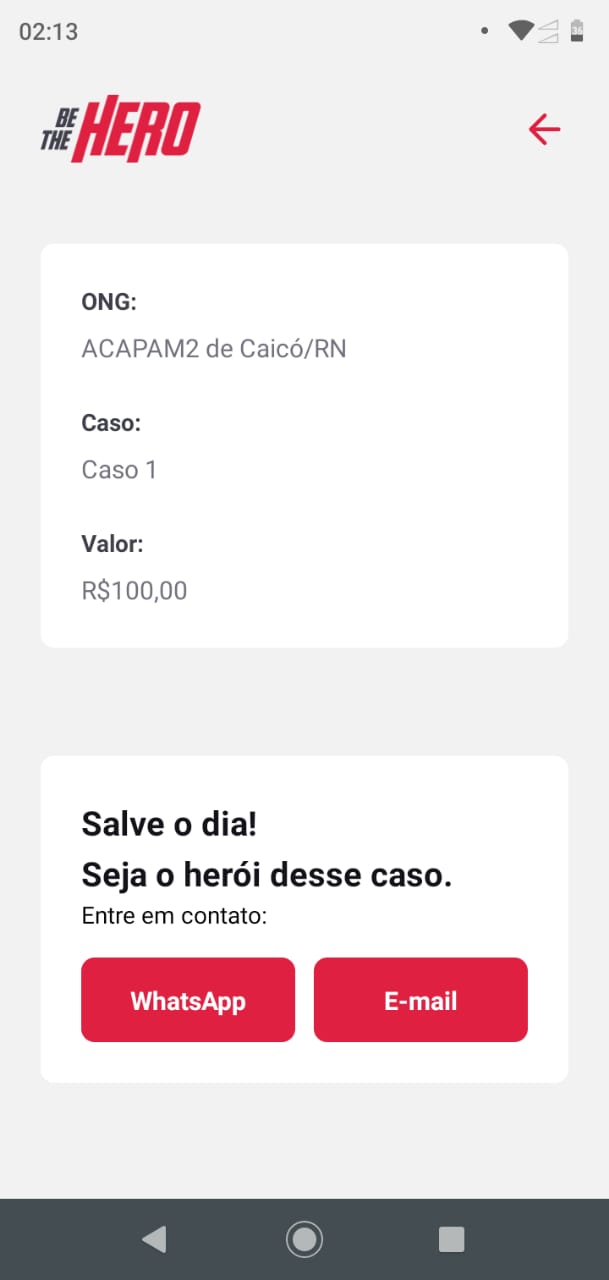 02:13
36
BE
THE HERO
ONG:
ACAPAM2 de Caicó/RN
Caso:
Caso 1
Valor:
R$100,00
Salve o dia!
Seja o herói desse caso.
Entre em contato:
WhatsApp E-mail